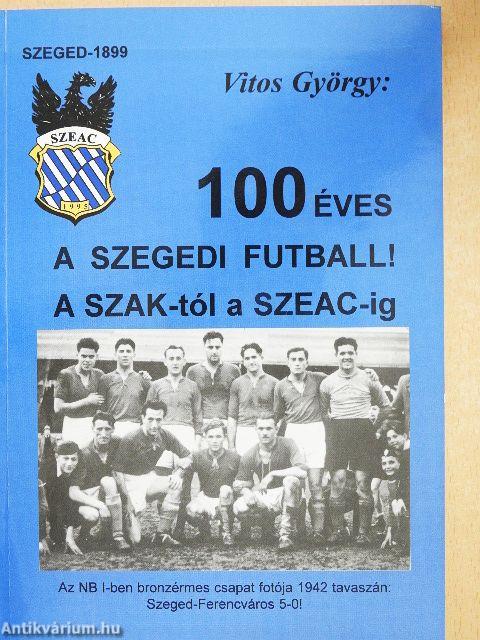 SZEGED-1899
Vitos György:
SZEAC
1995
100 ÉVES
A SZEGEDI FUTBALL!
A SZAK-tól a SZEAC-ig
Az NB I-ben bronzérmes csapat fotója 1942 tavaszán:
Szeged-Ferencváros 5-0!
Antikvárium.hu